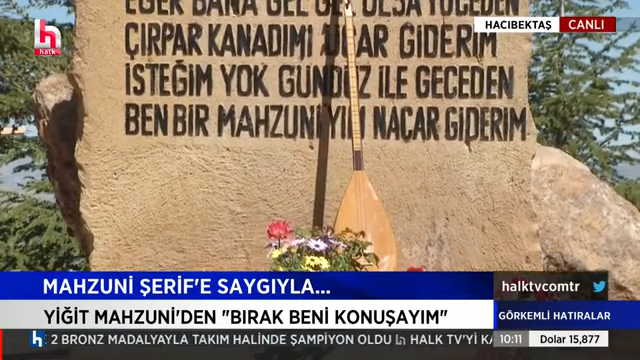 EĞER BANA GEL GEL OLSA YÜCEDEN
ÇIRPAR KANADIMI UÇAR GİDERİM
İSTEĞİM YOK GÜNDÜZ İLE GECEDEN
BEN BİR MAHZUNİ'YİM NAÇAR GİDERİM
h
halk
HACIBEKTAŞ CANLI
MAHZUNİ ŞERİF'E SAYGIYLA...
halktvcomtr
YİĞİT MAHZUNİ'DEN "BIRAK BENİ KONUŞAYIM"
GÖRKEMLİ HATIRALAR
h 2 BRONZ MADALYAYLA TAKIM HALİNDE ŞAMPİYON OLDU h HALK TV'Yİ KA
10:11 Dolar 15,877